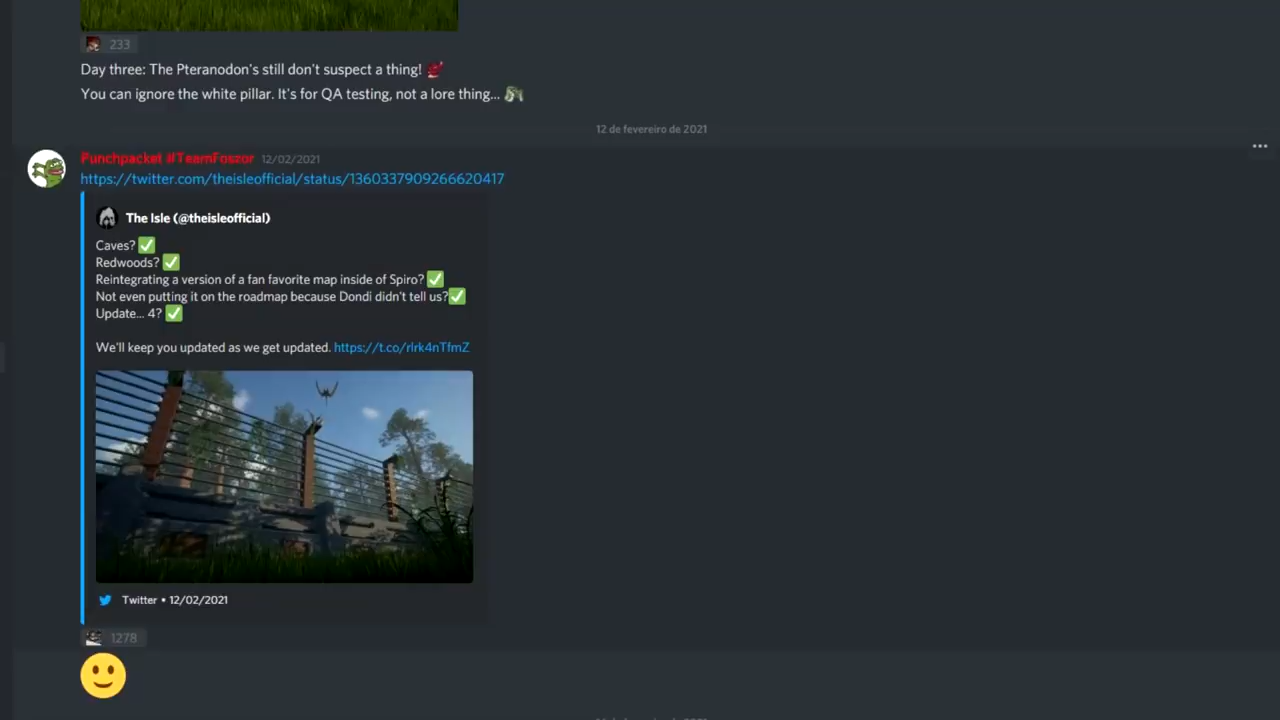 233
Day three: The Pteranodon's still don't suspect a thing!
You can ignore the white pillar. It's for QA testing, not a lore thing...
12 de fevereiro de 2021
Punchpacket #TeamFoszor 12/02/2021
https://twitter.com/theisleofficial/status/1360337909266620417
The Isle (@theisleofficial)
Caves? ✅
Redwoods? ✅
Reintegrating a version of a fan favorite map inside of Spiro? ✅
Not even putting it on the roadmap because Dondi didn't tell us?✅
Update... 4? ✅
We'll keep you updated as we get updated. https://t.co/rlrk4nTfmZ
Twitter • 12/02/2021
1278